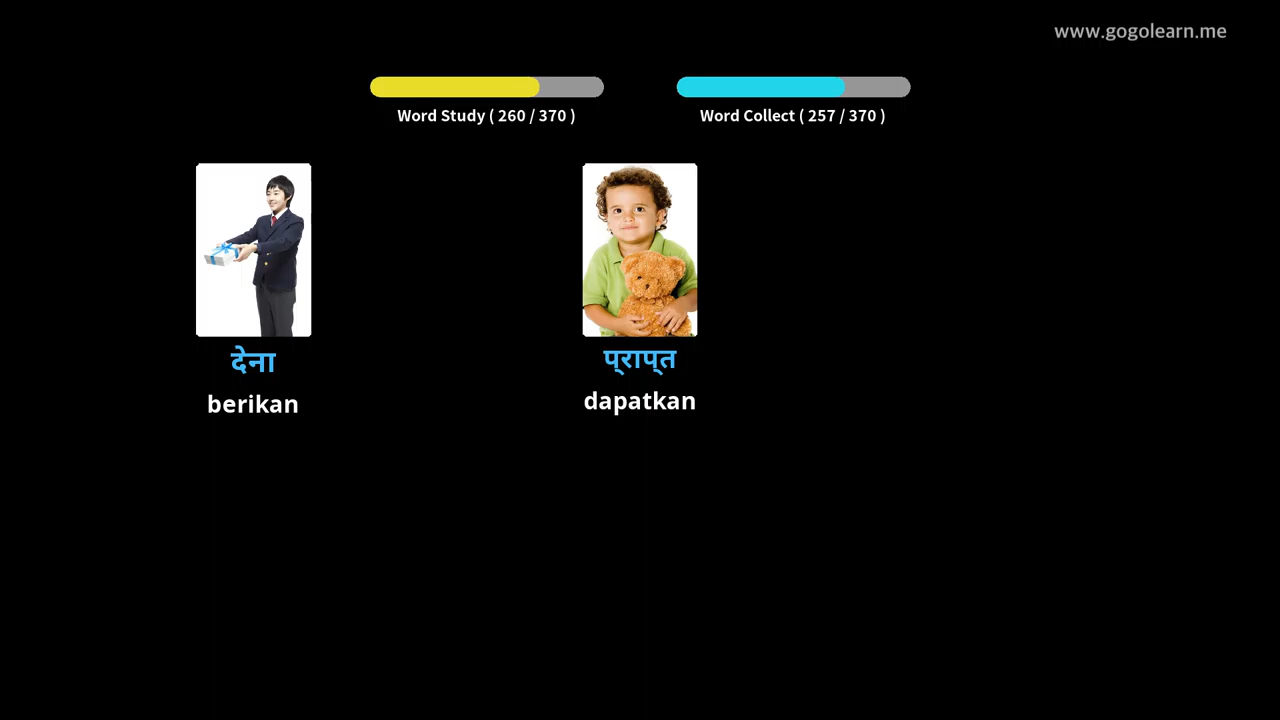 www.gogolearn.me
Word Study ( 260 / 370 )
Word Collect ( 257 / 370 )
देना
berikan
प्राप्त
dapatkan